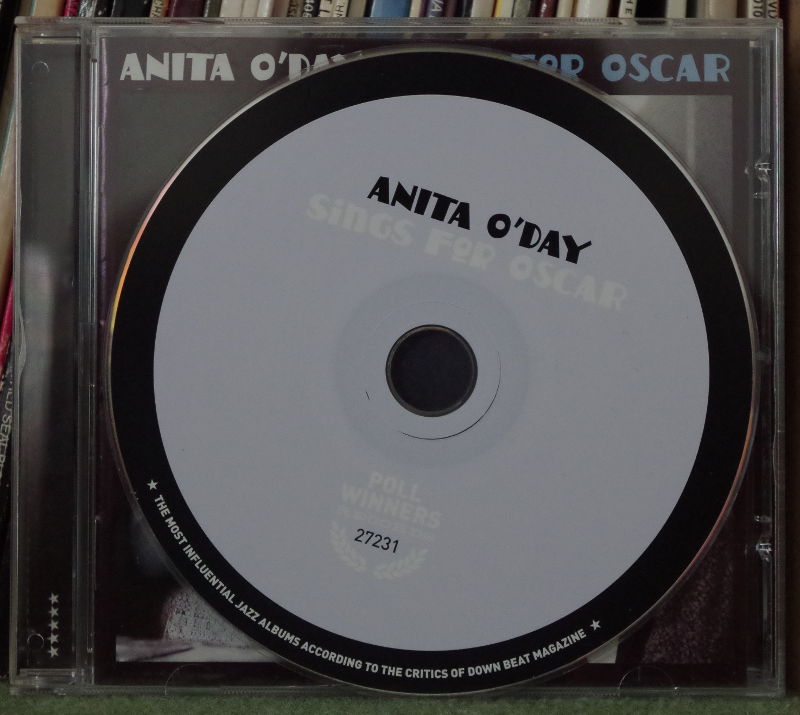 ANITA O'DAY FOR OSCAR
ANITA O'DAY
SINGS FOR OSCAR
POLL
WINNERS
27231
★ THE MOST INFLUENTIAL JAZZ ALBUMS ACCORDING TO THE CRITICS OF DOWN BEAT MAGAZINE ★